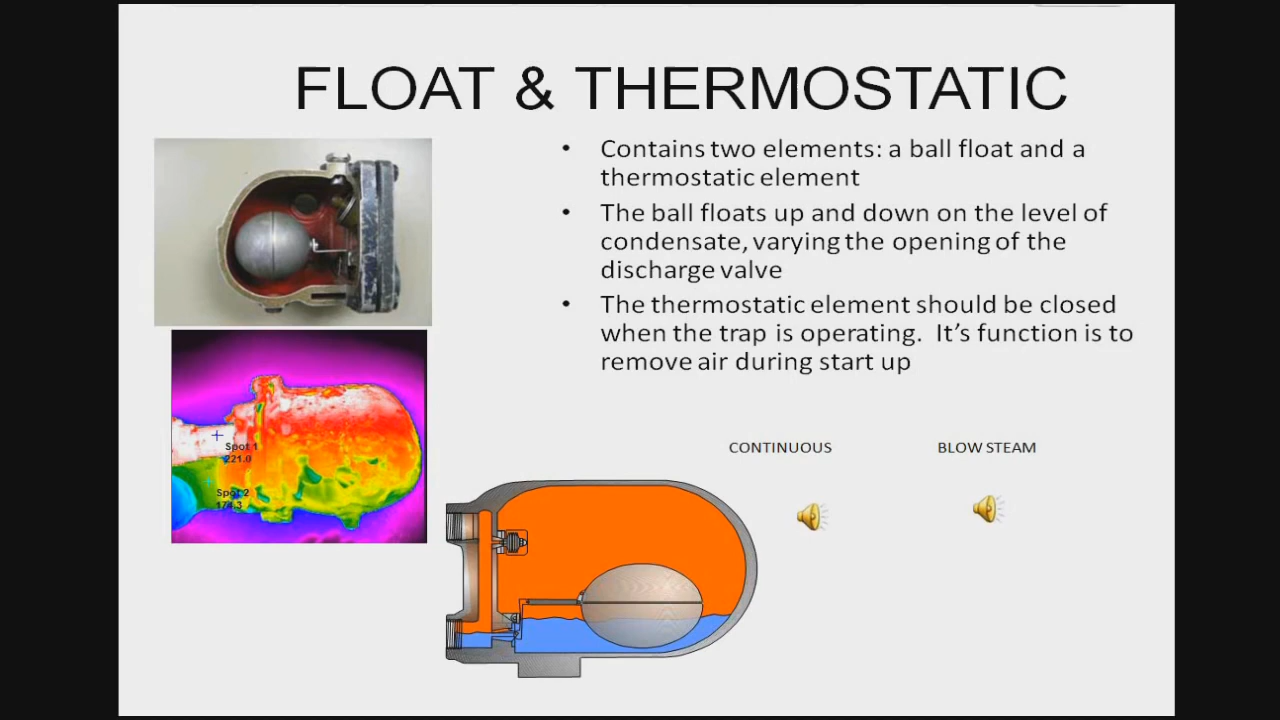 FLOAT & THERMOSTATIC
• Contains two elements: a ball float and a
thermostatic element
• The ball floats up and down on the level of
condensate, varying the opening of the
discharge valve
• The thermostatic element should be closed
when the trap is operating. It's function is to
remove air during start up
Spot 1
221.0
Spot 2
174.3
CONTINUOUS
BLOW STEAM